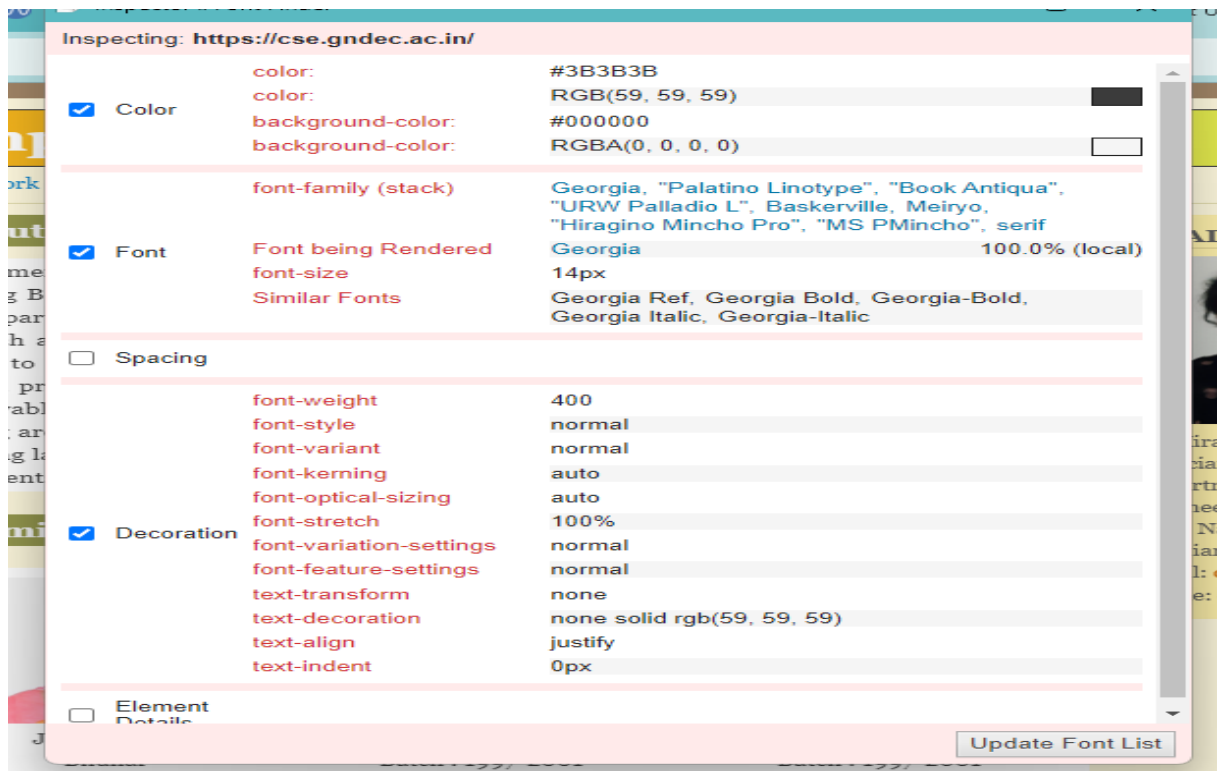 Inspecting: https://cse.gndec.ac.in/
Color
color: #3B3B3B
color: RGB(59, 59, 59)
background-color: #000000
background-color: RGBA(0, 0, 0, 0)
Font
font-family (stack) Georgia, "Palatino Linotype", "Book Antiqua",
"URW Palladio L", Baskerville, Meiryo,
"Hiragino Mincho Pro", "MS PMincho", serif
Font being Rendered Georgia 100.0% (local)
font-size 14px
Similar Fonts Georgia Ref, Georgia Bold, Georgia-Bold,
Georgia Italic, Georgia-Italic
Spacing
Decoration
font-weight 400
font-style normal
font-variant normal
font-kerning auto
font-optical-sizing auto
font-stretch 100%
font-variation-settings normal
font-feature-settings normal
text-transform none
text-decoration none solid rgb(59, 59, 59)
text-align justify
text-indent 0px
Element
Details
Update Font List